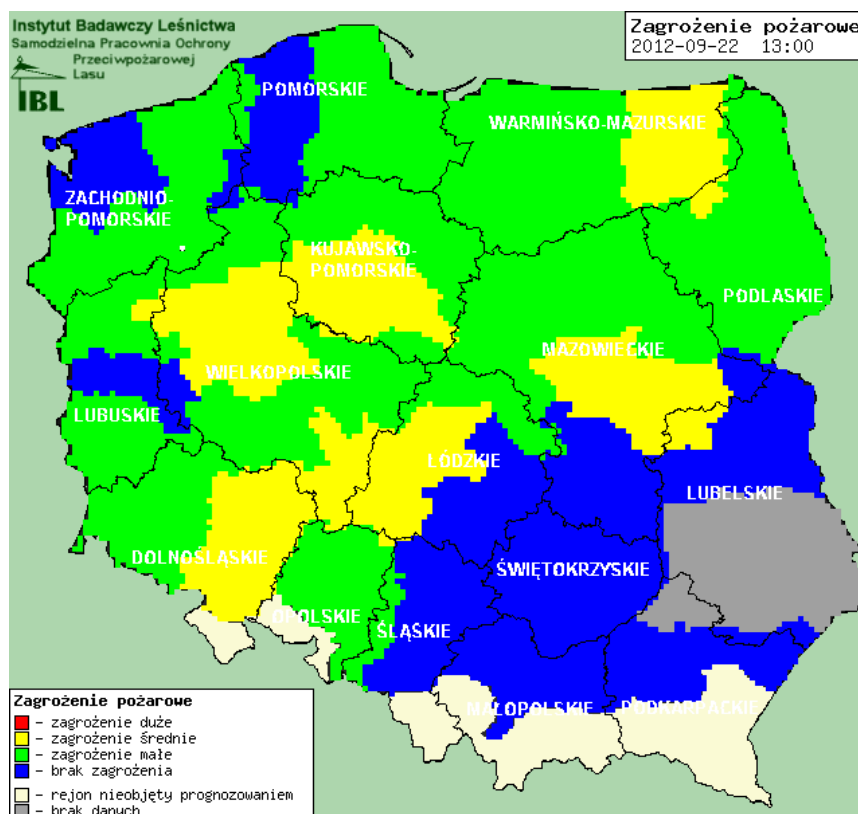 Instytut Badawczy Leśnictwa
Samodzielna Pracownia Ochrony
Przeciwpożarowej
Lasu
IBL
Zagrożenie pożarowe
2012-09-22 13:00
POMORSKIE
WARMIŃSKO-MAZURSKIE
ZACHODNIO-
POMORSKIE
KUJAWSKO-
POMORSKIE
PODLASKIE
MAZOWIECKIE
WIELKOPOLSKIE
LUBUSKIE
ŁÓDZKIE
LUBELSKIE
DOLNOŚLĄSKIE
ŚWIĘTOKRZYSKIE
OPOLSKIE
ŚLĄSKIE
MAŁOPOLSKIE
PODKARPACKIE
Zagrożenie pożarowe
- zagrożenie duże
- zagrożenie średnie
- zagrożenie małe
- brak zagrożenia
- rejon nieobjęty prognozowaniem
- brak danych